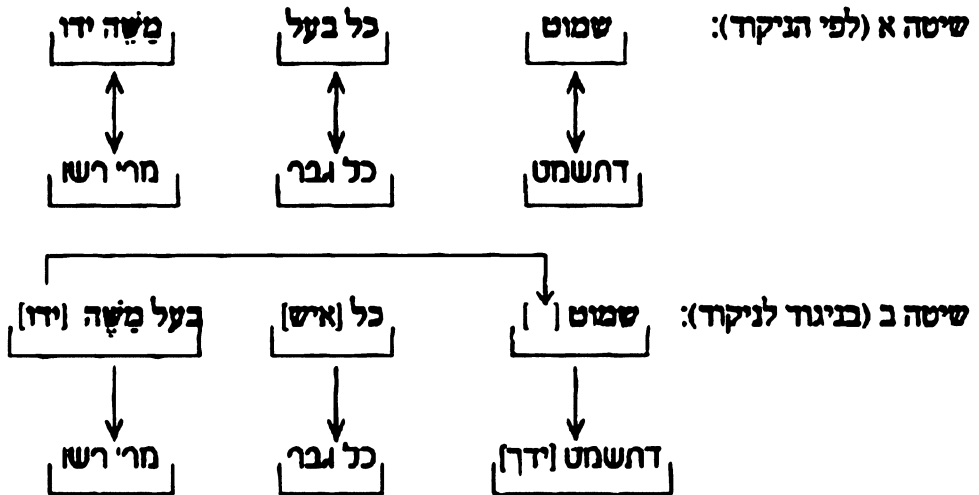 שיטה א (לפי הניקוד): שמוט כל בעל מַשֵּׁה ידו
דתשמט כל גבר מרי רשו
שיטה ב (בניגוד לניקוד): שמוט [ ] כל [איש] בעל מַשֶּׁה [ידו]
דתשמט [ידך] כל גבר מרי רשו